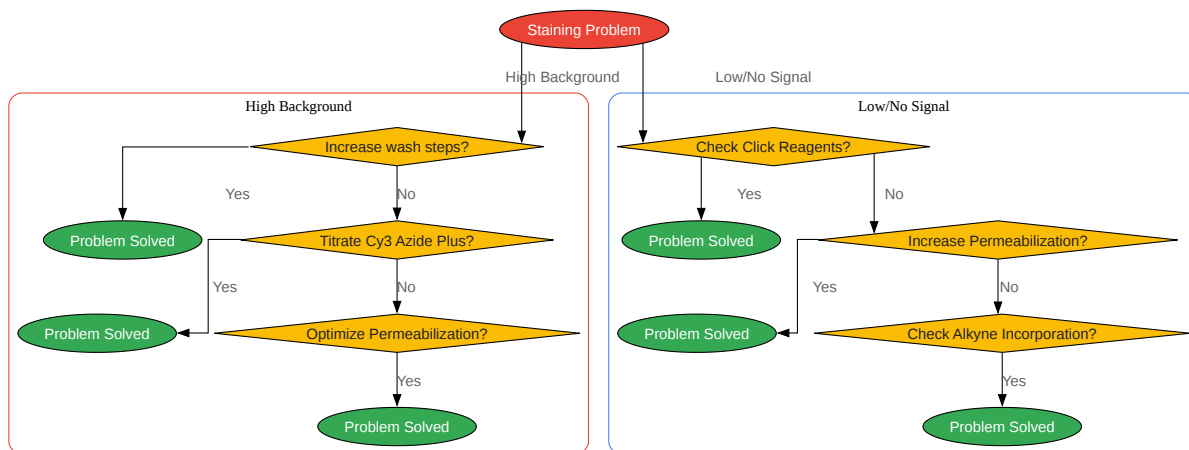 Staining Problem
High Background
Low/No Signal
High Background
Low/No Signal
Increase wash steps?
Check Click Reagents?
Yes
No
Yes
No
Problem Solved
Titrate Cy3 Azide Plus?
Problem Solved
Increase Permeabilization?
Yes
No
Yes
No
Problem Solved
Optimize Permeabilization?
Problem Solved
Check Alkyne Incorporation?
Yes
Yes
Problem Solved
Problem Solved